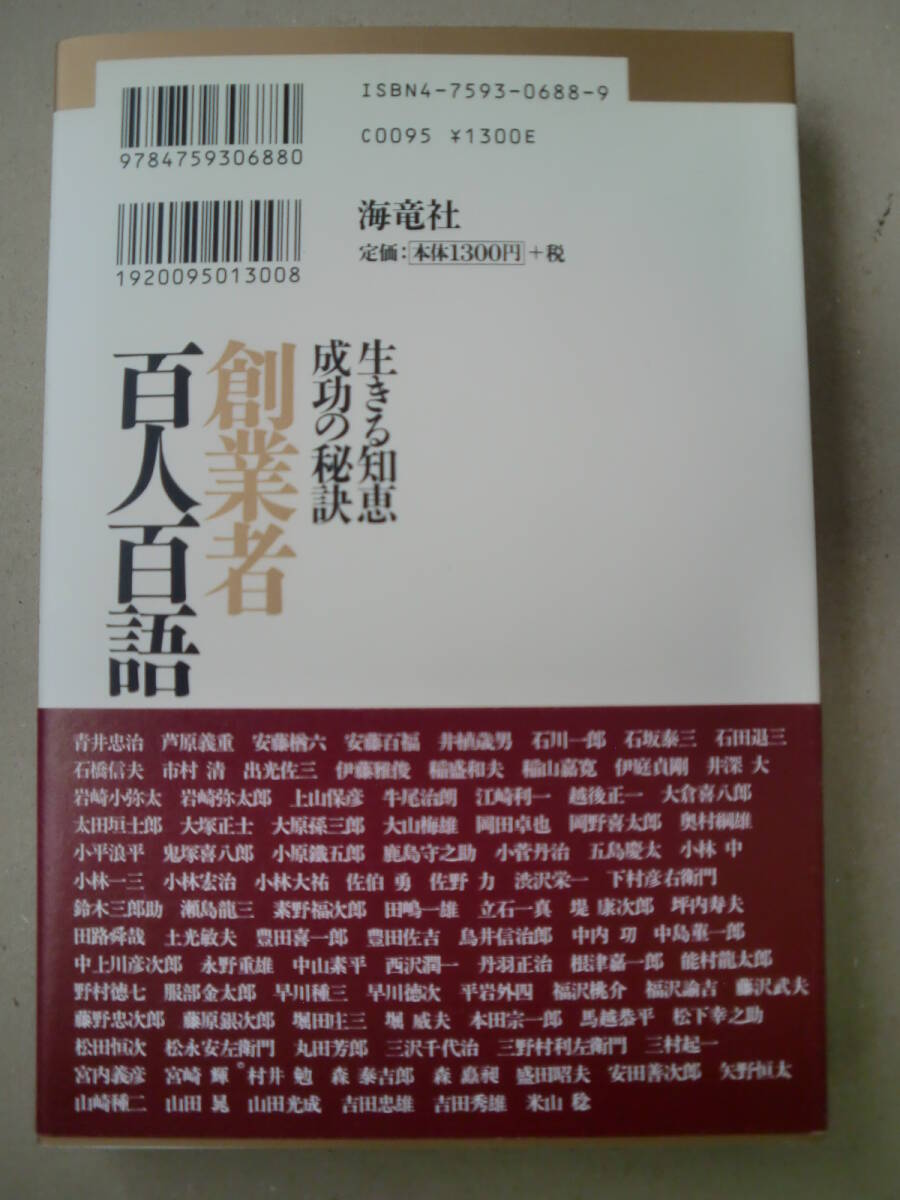 ISBN4-7593-0688-9
C0095 ¥1300E
9784759306880
1920095013008
海竜社
定価：本体1300円＋税
生きる知恵
成功の秘訣
創業者
百人百語
青井忠治 芦原義重 安藤楢六 安藤百福 井植歳男 石川一郎 石坂泰三 石田退三
石橋信夫 市村 清 出光佐三 伊藤雅俊 稲盛和夫 稲山嘉寛 伊庭貞剛 井深 大
岩崎小弥太 岩崎弥太郎 上山保彦 牛尾治朗 江崎利一 越後正一 大倉喜八郎
太田垣士郎 大塚正士 大原孫三郎 大山梅雄 岡田卓也 岡野喜太郎 奥村綱雄
小平浪平 鬼塚喜八郎 小原鐵五郎 鹿島守之助 小菅丹治 五島慶太 小林 中
小林一三 小林宏治 小林大祐 佐伯 勇 佐野 力 渋沢栄一 下村彦右衛門
鈴木三郎助 瀬島龍三 素野福次郎 田嶋一雄 立石一真 堤 康次郎 坪内寿夫
田路舜哉 土光敏夫 豊田喜一郎 豊田佐吉 鳥井信治郎 中内 功 中島董一郎
中上川彦次郎 永野重雄 中山素平 西沢潤一 丹羽正治 根津嘉一郎 能村龍太郎
野村徳七 服部金太郎 早川種三 早川徳次 平岩外四 福沢桃介 福沢諭吉 藤沢武夫
藤野忠次郎 藤原銀次郎 堀田庄三 堀 威夫 本田宗一郎 馬越恭平 松下幸之助
松田恒次 松永安左衛門 丸田芳郎 三沢千代治 三野村利左衛門 三村起一
宮内義彦 宮崎 輝 村井 勉 森 泰吉郎 森 矗昶 盛田昭夫 安田善次郎 矢野恒太
山崎種二 山田 晃 山田光成 吉田忠雄 吉田秀雄 米山 稔